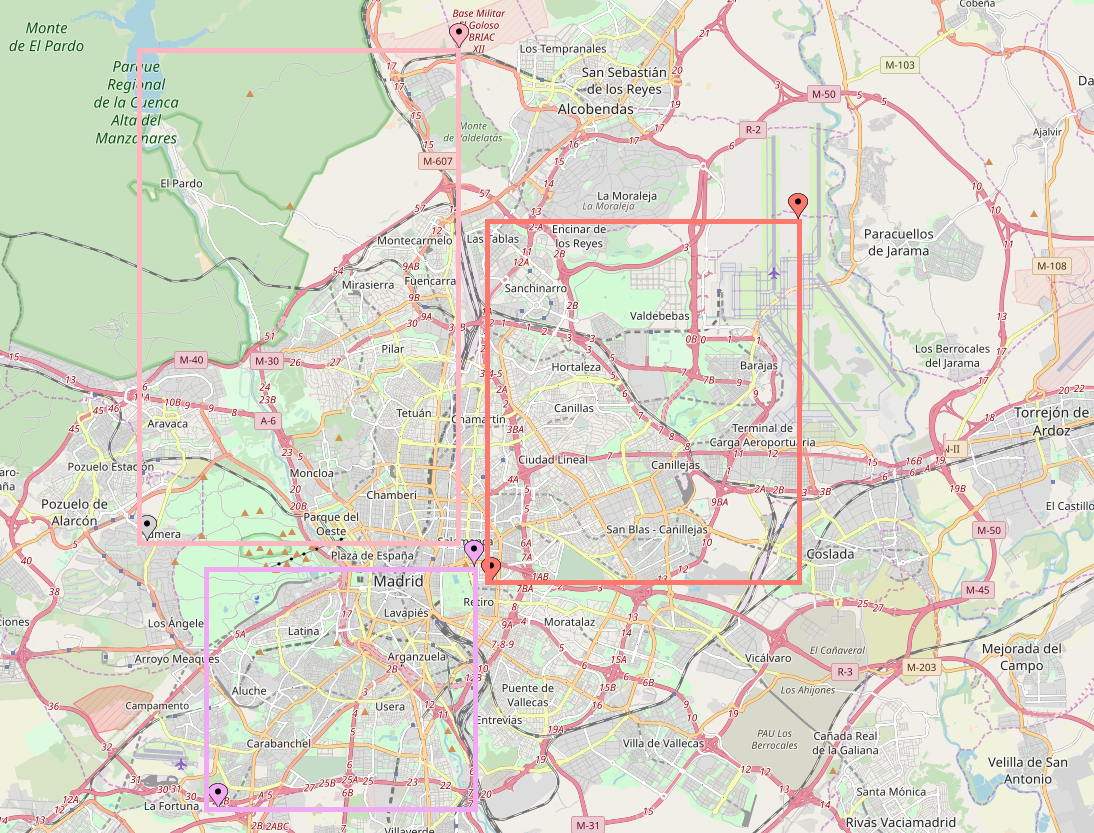 Monte
de El Pardo
Base Militar
El Goloso
BRIAC
XII
Los Tempranales
San Sebastián
de los Reyes
Alcobendas
Cobeña
M-103
M-50
R-2
Ajalvir
Parque
Regional
de la Cuenca
Alta del
Manzanares
Monte
de Valdelatas
M-607
El Pardo
La Moraleja
La Moraleja
Paracuellos
de Jarama
M-108
Montecarmelo
Las Tablas
Encinar de
los Reyes
Mirasierra
Fuencarra
Sanchinarro
Valdebebas
Pilar
M-40
M-30
Hortaleza
Barajas
Los Berrocales
del Jarama
A-6
Aravaca
Tetuán
Chamartín
Canillas
Terminal de
Carga Aeroportuaria
Torrejón de
Ardoz
Pozuelo Estación
Moncloa
Ciudad Lineal
Canillejas
N-II
Chamberí
Pozuelo de
Alarcón
Parque del
Oeste
San Blas - Canillejas
El Castillo
M-50
Plaza de España
Coslada
Madrid
Retiro
M-45
Los Ángele
Latina
Lavapiés
Moratalaz
Arroyo Meaques
Arganzuela
Vicálvaro
El Cañaveral
R-3
M-203
Mejorada del
Campo
Aluche
Campamento
Usera
Puente de
Vallecas
Los Ahijones
Entrevías
Carabanchel
Villa de Vallecas
PAU Los
Berrocales
Cañada Real
de la Galiana
Velilla de San
Antonio
La Fortuna
Santa Mónica
M-31
Villaverde
Rivas Vaciamadrid